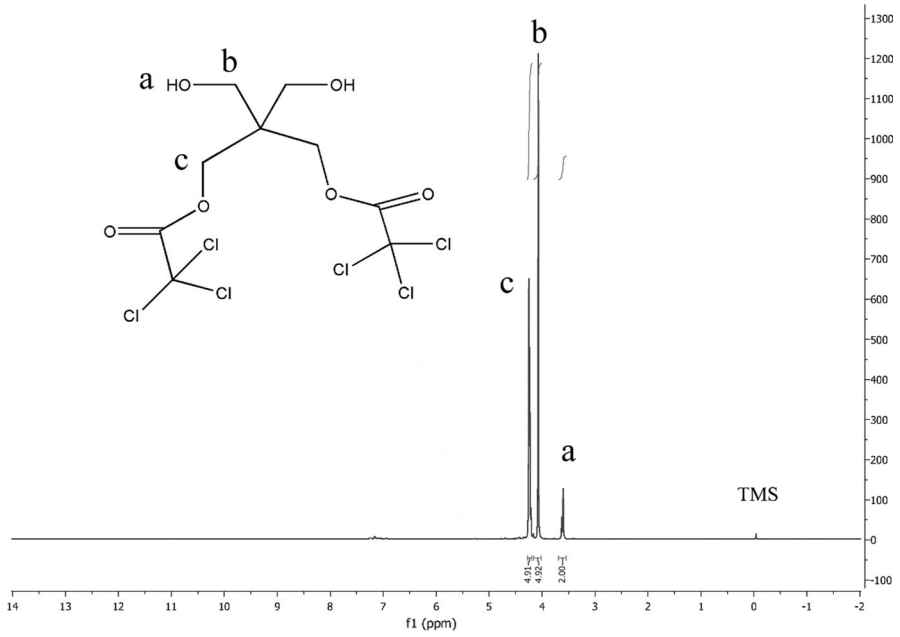 b
a
HO
OH
c
O
O
O
O
Cl
Cl
Cl
Cl
Cl
Cl
b
c
a
TMS
1300
1200
1100
1000
900
800
700
600
500
400
300
200
100
0
-100
4.91
4.92
2.00
14 13 12 11 10 9 8 7 6 5 4 3 2 1 0 -1 -2
f1 (ppm)